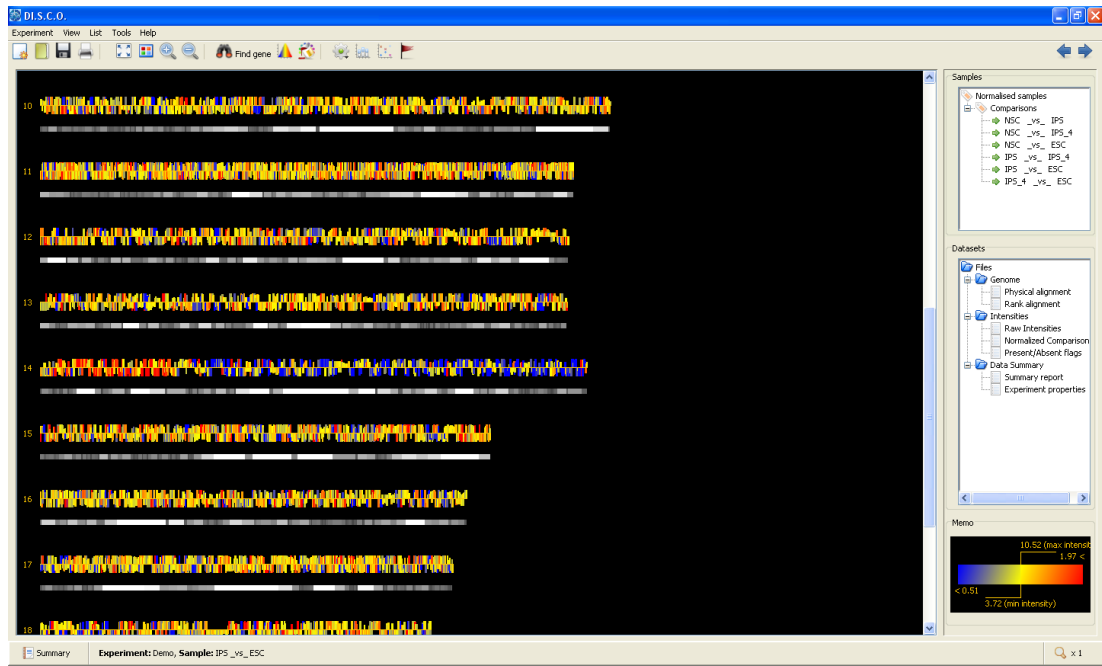 DI.S.C.O.
Experiment View List Tools Help
Find gene
10
11
12
13
14
15
16
17
18
Samples
Normalised samples
Comparisons
NSC _vs_ IPS
NSC _vs_ IPS_4
NSC _vs_ ESC
IPS _vs_ IPS_4
IPS _vs_ ESC
IPS_4 _vs_ ESC
Datasets
Files
Genome
Physical alignment
Rank alignment
Intensities
Raw Intensities
Normalized Comparison
Present/Absent flags
Data Summary
Summary report
Experiment properties
Memo
10.52 (max intensit
1.97 <
< 0.51
3.72 (min intensity)
Summary Experiment: Demo, Sample: IPS _vs_ ESC x 1